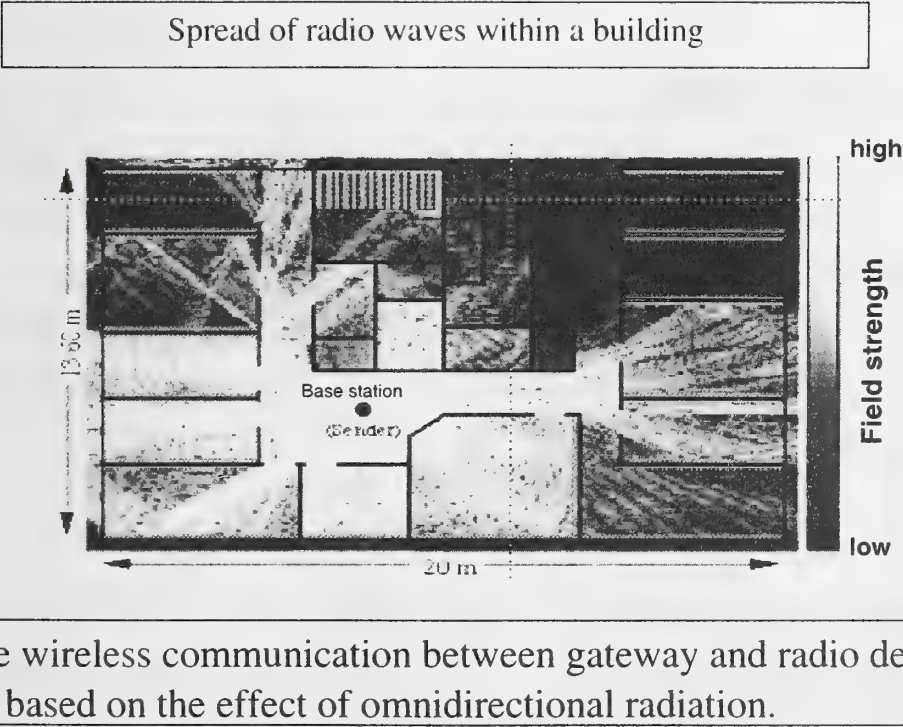 Spread of radio waves within a building
high
13.60 m
Base station
(Sender)
Field strength
low
20 m
e wireless communication between gateway and radio de
based on the effect of omnidirectional radiation.